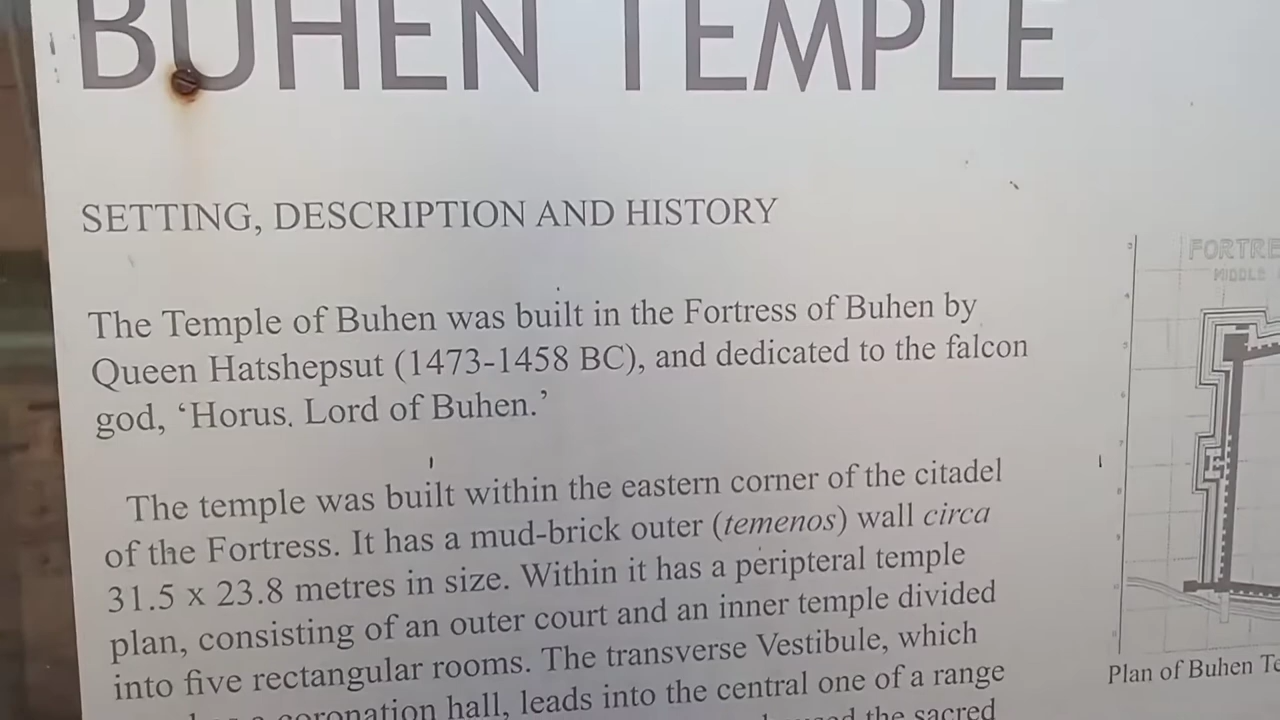 BUHEN TEMPLE
SETTING, DESCRIPTION AND HISTORY
The Temple of Buhen was built in the Fortress of Buhen by
Queen Hatshepsut (1473-1458 BC), and dedicated to the falcon
god, ‘Horus. Lord of Buhen.’
The temple was built within the eastern corner of the citadel
of the Fortress. It has a mud-brick outer (temenos) wall circa
31.5 x 23.8 metres in size. Within it has a peripteral temple
plan, consisting of an outer court and an inner temple divided
into five rectangular rooms. The transverse Vestibule, which
a coronation hall, leads into the central one of a range
the sacred
FORTRE
MIDDLE
Plan of Buhen Te